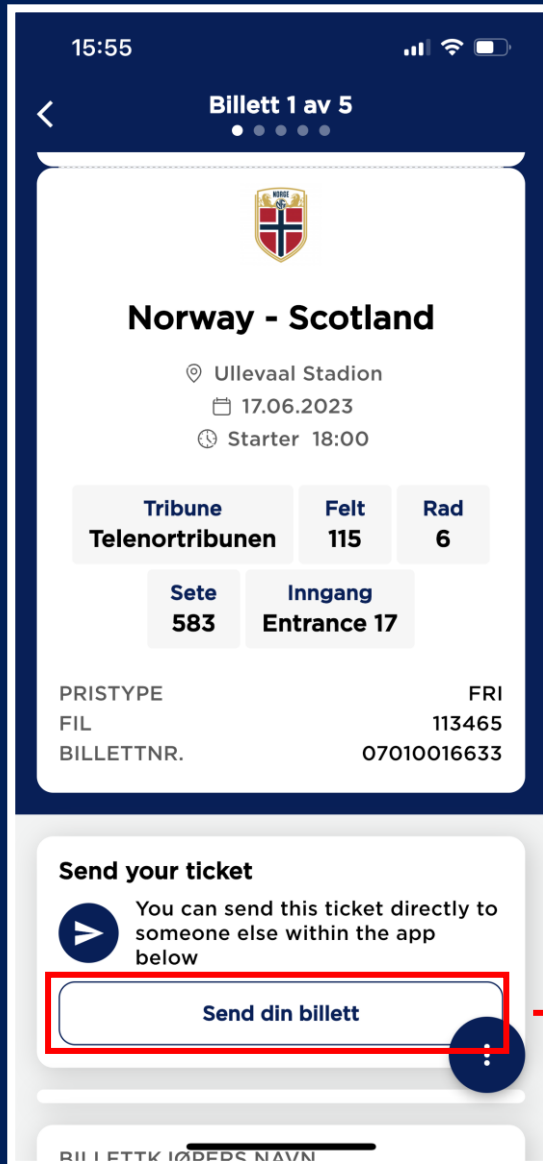 15:55
Billett 1 av 5
NORGE
Norway - Scotland
Ullevaal Stadion
17.06.2023
Starter 18:00
Tribune Felt Rad
Telenortribunen 115 6
Sete Inngang
583 Entrance 17
PRISTYPE FRI
FIL 113465
BILLETTNR. 07010016633
Send your ticket
You can send this ticket directly to
someone else within the app
below
Send din billett
BILLETTKJØPERS NAVN